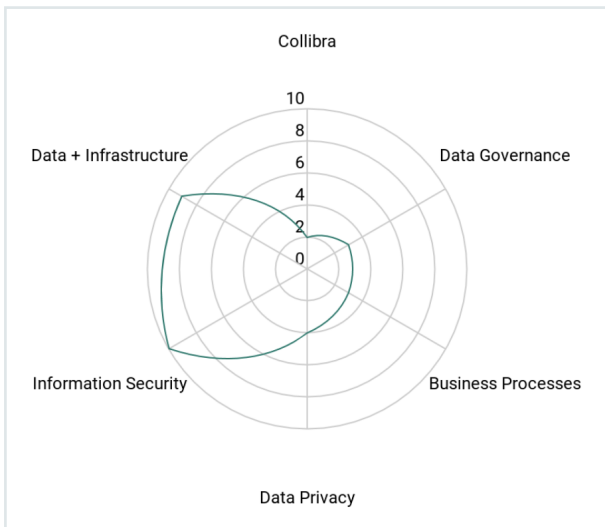 Collibra
10
8
Data + Infrastructure
Data Governance
6
4
2
0
Information Security
Business Processes
Data Privacy